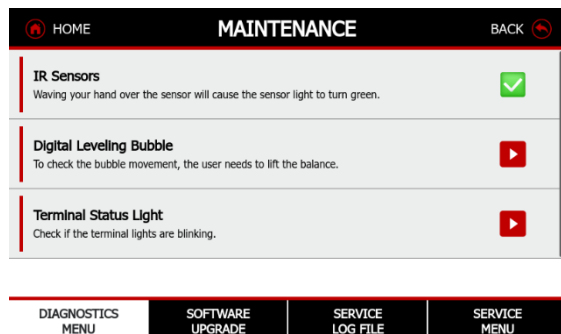 HOME
MAINTENANCE
BACK
IR Sensors
Waving your hand over the sensor will cause the sensor light to turn green.
Digital Leveling Bubble
To check the bubble movement, the user needs to lift the balance.
Terminal Status Light
Check if the terminal lights are blinking.
DIAGNOSTICS
MENU
SOFTWARE
UPGRADE
SERVICE
LOG FILE
SERVICE
MENU